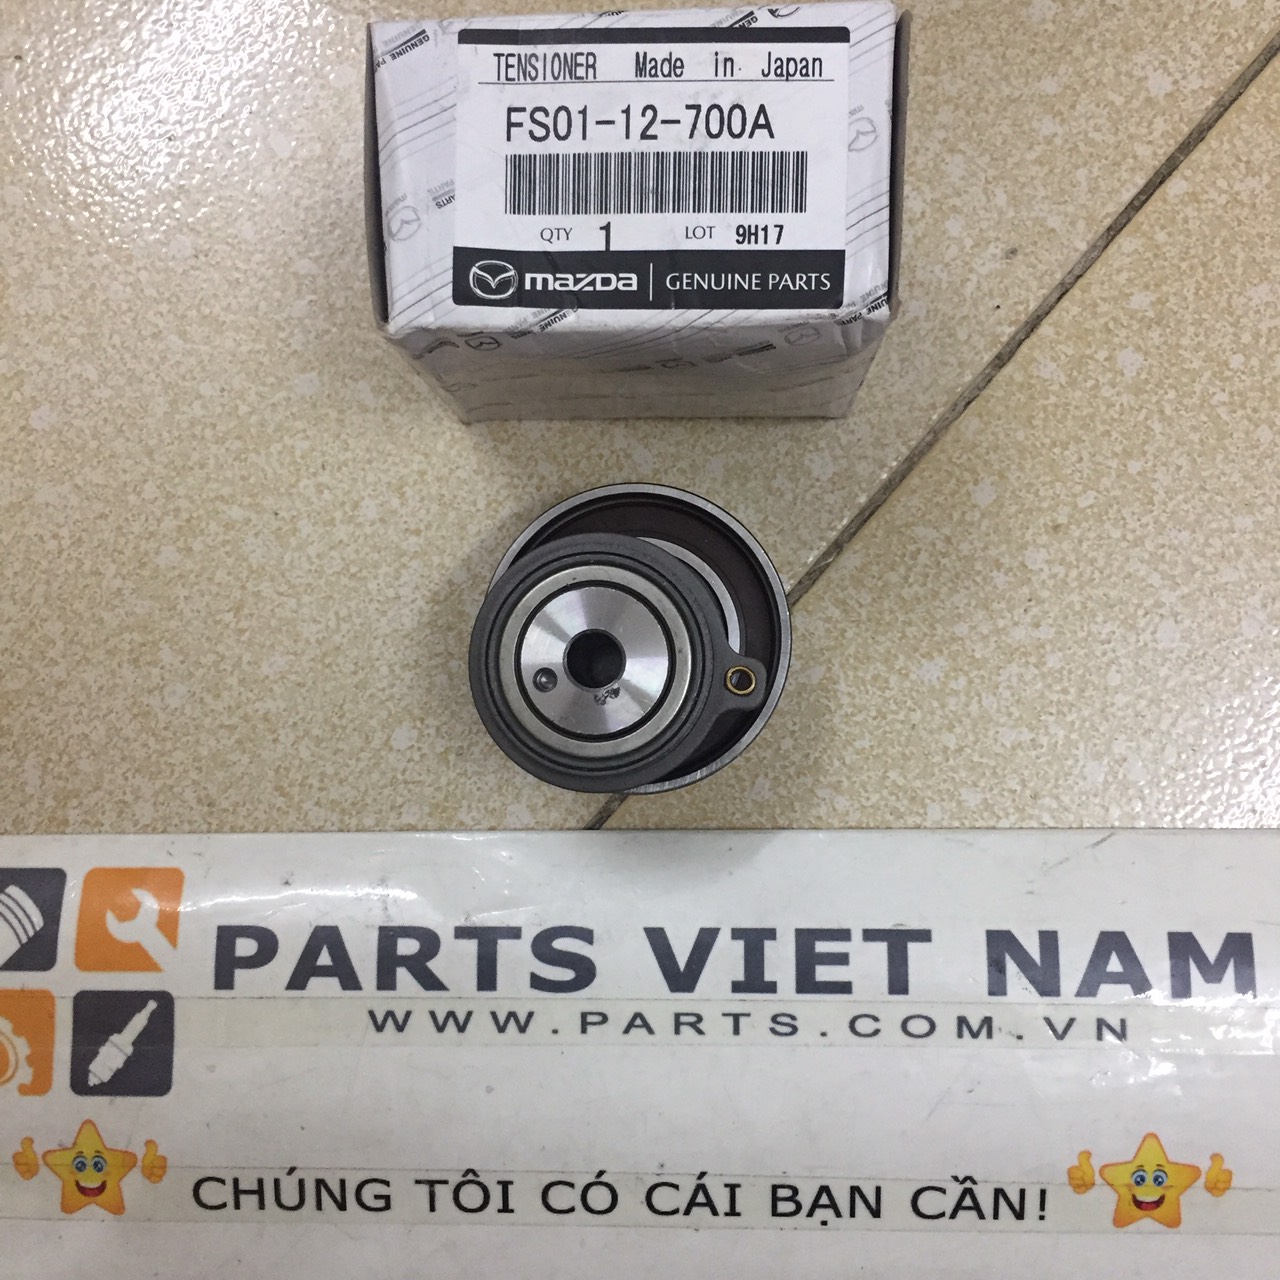 TENSIONER Made in Japan
FS01-12-700A
QTY 1 LOT 9H17
mazda GENUINE PARTS
PARTS VIET NAM
WWW.PARTS.COM.VN
CHÚNG TÔI CÓ CÁI BẠN CẦN!